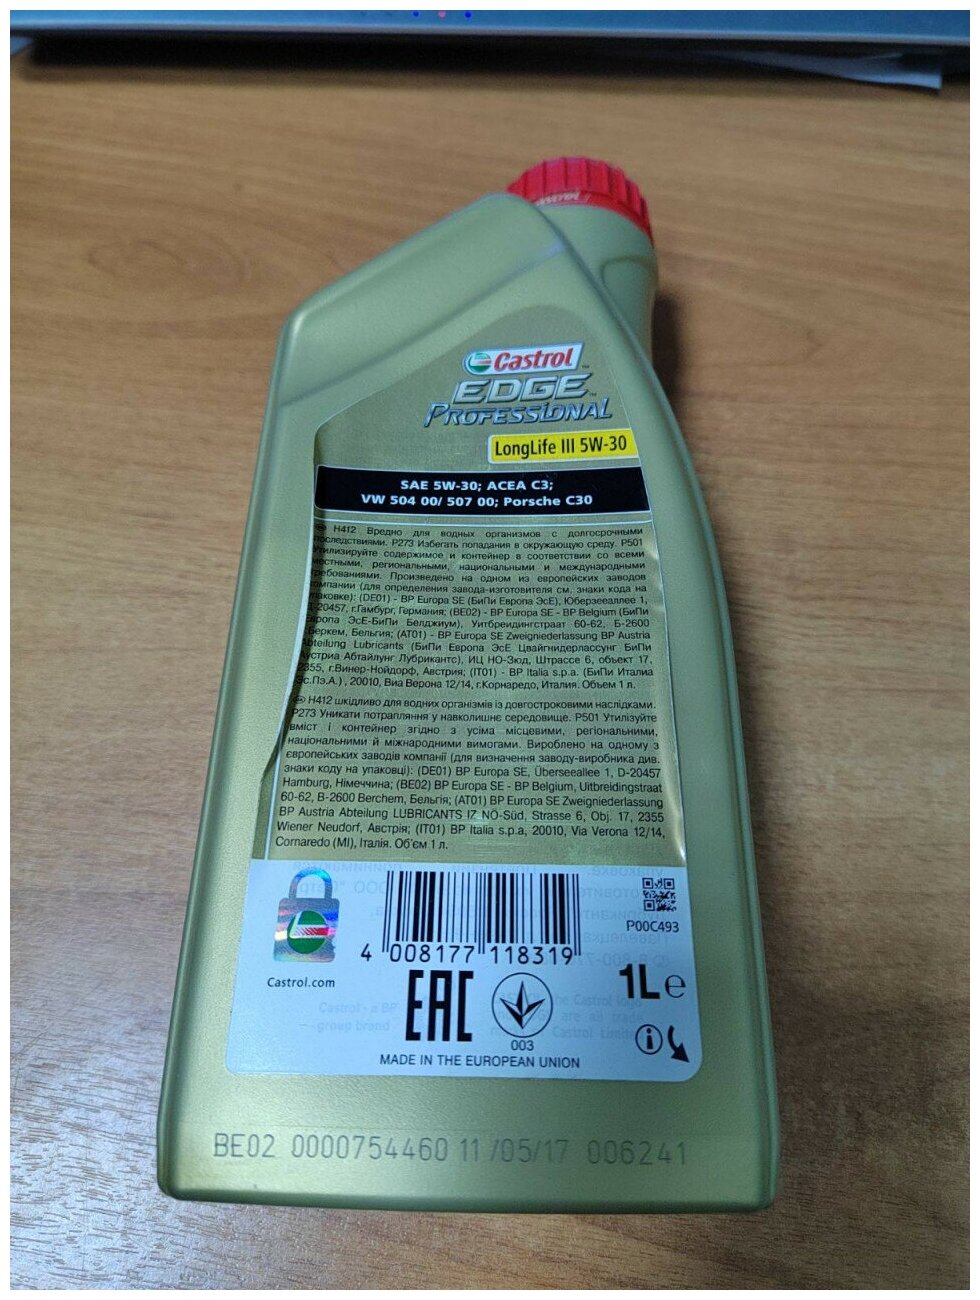 Castrol
Castrol
EDGE
PROFESSIONAL
LongLife III 5W-30
SAE 5W-30; ACEA C3;
VW 504 00/ 507 00; Porsche C30
H412 Вредно для водных организмов с долгосрочными
последствиями. P273 Избегать попадания в окружающую среду. P501
Утилизируйте содержимое и контейнер в соответствии со всеми
местными, региональными, национальными и международными
требованиями. Произведено на одном из европейских заводов
компании (для определения завода-изготовителя см. знаки кода на
упаковке): (DE01) - BP Europa SE (БиПи Европа ЭсЕ), Юберзееаллее 1,
Д-20457, г.Гамбург, Германия; (BE02) - BP Europa SE - BP Belgium (БиПи
Европа ЭсЕ-БиПи Белджиум), Уитбреидингстраат 60-62, Б-2600
Беркем, Бельгия; (AT01) - BP Europa SE Zweigniederlassung BP Austria
Abteilung Lubricants (БиПи Европа ЭсЕ Цвайгнидерлассунг БиПи
Аустриа Абтайлунг Лубрикантс), ИЦ НО-Зюд, Штрассе 6, объект 17,
2355, г.Винер-Нойдорф, Австрия; (IT01) - BP Italia s.p.a. (БиПи Италиа
Эс.Пэ.А.) , 20010, Виа Верона 12/14, г.Корнаредо, Италия. Объем 1 л.
H412 шкідливо для водних організмів із довгостроковими наслідками.
P273 Уникати потрапляння у навколишнє середовище. P501 Утилізуйте
вміст і контейнер згідно з усіма місцевими, регіональними,
національними й міжнародними вимогами. Вироблено на одному з
європейських заводів компанії (для визначення заводу-виробника див.
знаки коду на упаковці): (DE01) BP Europa SE, Überseeallee 1, D-20457
Hamburg, Німеччина; (BE02) BP Europa SE - BP Belgium, Uitbreidingstraat
60-62, B-2600 Berchem, Бельгія; (AT01) BP Europa SE Zweigniederlassung
BP Austria Abteilung LUBRICANTS IZ NÖ-Süd, Strasse 6, Obj. 17, 2355
Wiener Neudorf, Австрія; (IT01) BP Italia s.p.a, 20010, Via Verona 12/14,
Cornaredo (MI), Італія. Об'єм 1 л.
P00C493
4 008177 118319
1L e
Castrol.com
EAC
003
MADE IN THE EUROPEAN UNION
BE02 0000754460 11/05/17 006241